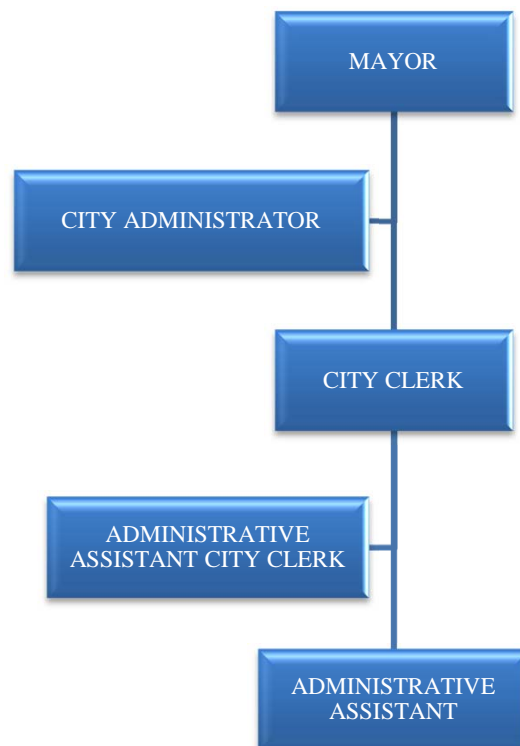 MAYOR
CITY ADMINISTRATOR
CITY CLERK
ADMINISTRATIVE
ASSISTANT CITY CLERK
ADMINISTRATIVE
ASSISTANT